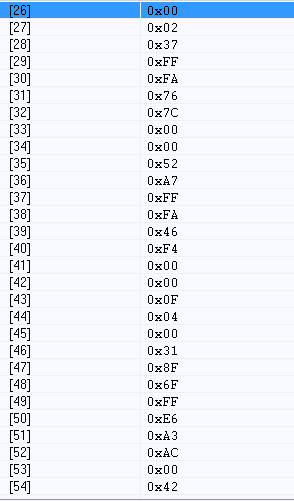 [26] 0x00
[27] 0x02
[28] 0x37
[29] 0xFF
[30] 0xFA
[31] 0x76
[32] 0x7C
[33] 0x00
[34] 0x00
[35] 0x52
[36] 0xA7
[37] 0xFF
[38] 0xFA
[39] 0x46
[40] 0xF4
[41] 0x00
[42] 0x00
[43] 0x0F
[44] 0x04
[45] 0x00
[46] 0x31
[47] 0x8F
[48] 0x6F
[49] 0xFF
[50] 0xE6
[51] 0xA3
[52] 0xAC
[53] 0x00
[54] 0x42